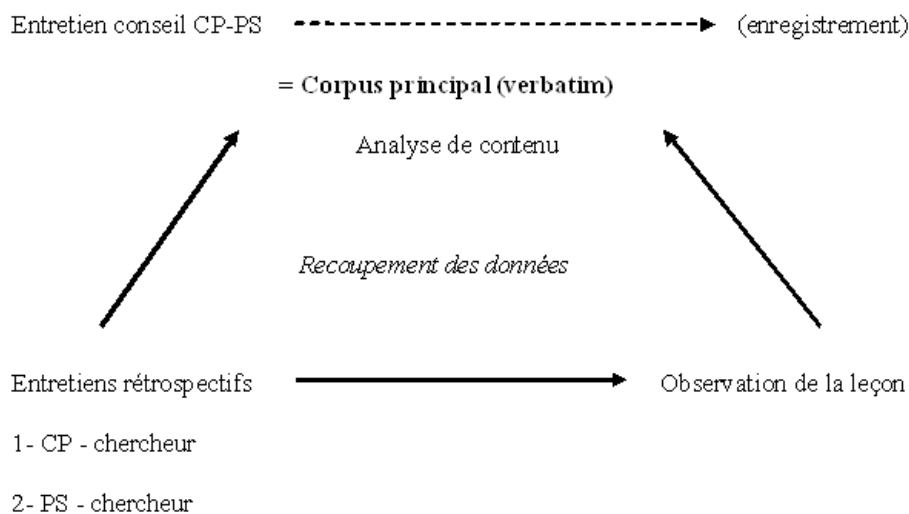 Entretien conseil CP-PS (enregistrement)
= Corpus principal (verbatim)
Analyse de contenu
Recoupement des données
Entretiens rétrospectifs Observation de la leçon
1- CP - chercheur
2- PS - chercheur